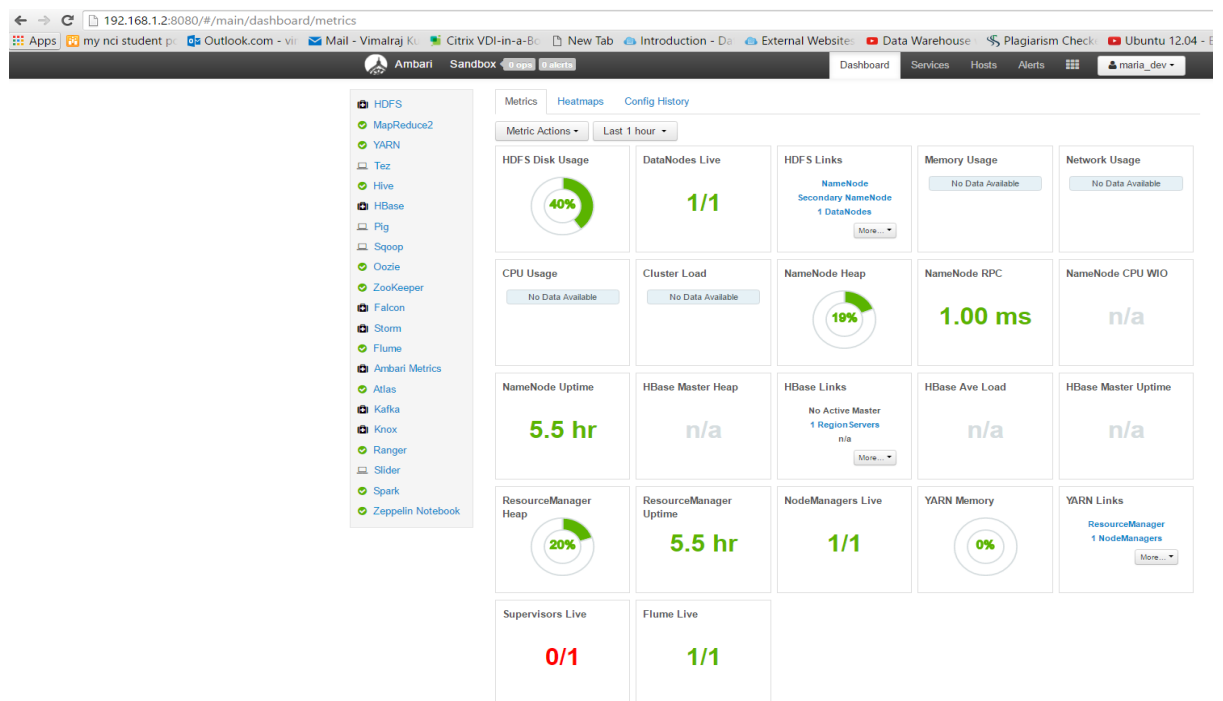 192.168.1.2:8080/#/main/dashboard/metrics
Apps my nci student po Outlook.com - vir Mail - Vimalraj Ku Citrix VDI-in-a-Bo New Tab Introduction - Da External Websites Data Warehouse Plagiarism Check Ubuntu 12.04 - E
Ambari Sandbox 0 ops 0 alerts Dashboard Services Hosts Alerts maria_dev
HDFS
MapReduce2
YARN
Tez
Hive
HBase
Pig
Sqoop
Oozie
ZooKeeper
Falcon
Storm
Flume
Ambari Metrics
Atlas
Kafka
Knox
Ranger
Slider
Spark
Zeppelin Notebook
Metrics Heatmaps Config History
Metric Actions Last 1 hour
HDFS Disk Usage
40%
DataNodes Live
1/1
HDFS Links
NameNode
Secondary NameNode
1 DataNodes
More...
Memory Usage
No Data Available
Network Usage
No Data Available
CPU Usage
No Data Available
Cluster Load
No Data Available
NameNode Heap
19%
NameNode RPC
1.00 ms
NameNode CPU WIO
n/a
NameNode Uptime
5.5 hr
HBase Master Heap
n/a
HBase Links
No Active Master
1 Region Servers
n/a
More...
HBase Ave Load
n/a
HBase Master Uptime
n/a
ResourceManager
Heap
20%
ResourceManager
Uptime
5.5 hr
NodeManagers Live
1/1
YARN Memory
0%
YARN Links
ResourceManager
1 NodeManagers
More...
Supervisors Live
0/1
Flume Live
1/1